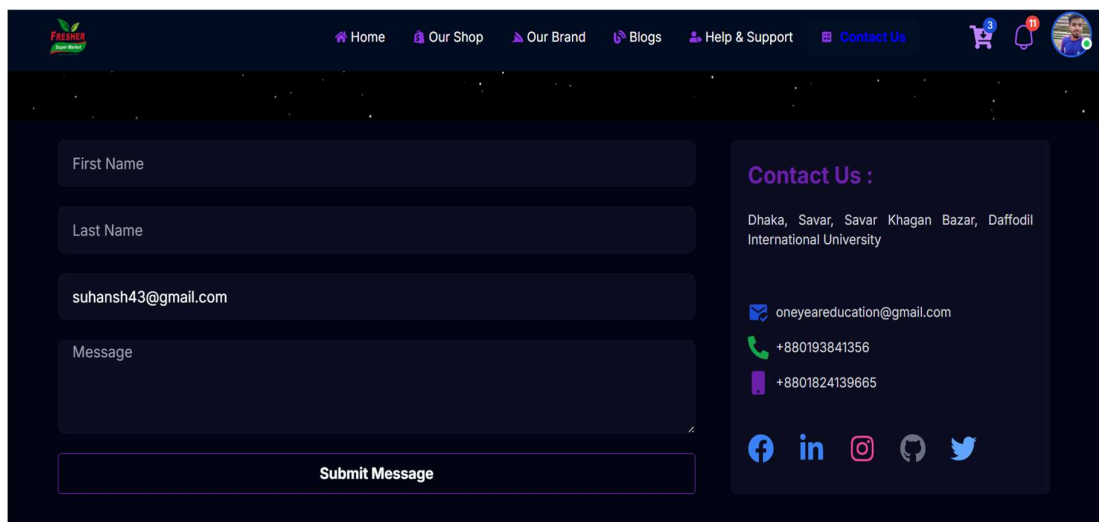 FRESHER
Super Market
Home
Our Shop
Our Brand
Blogs
Help & Support
Contact Us
3
11
First Name
Last Name
suhansh43@gmail.com
Message
Submit Message
Contact Us :
Dhaka, Savar, Savar Khagan Bazar, Daffodil
International University
oneyeareducation@gmail.com
+880193841356
+8801824139665